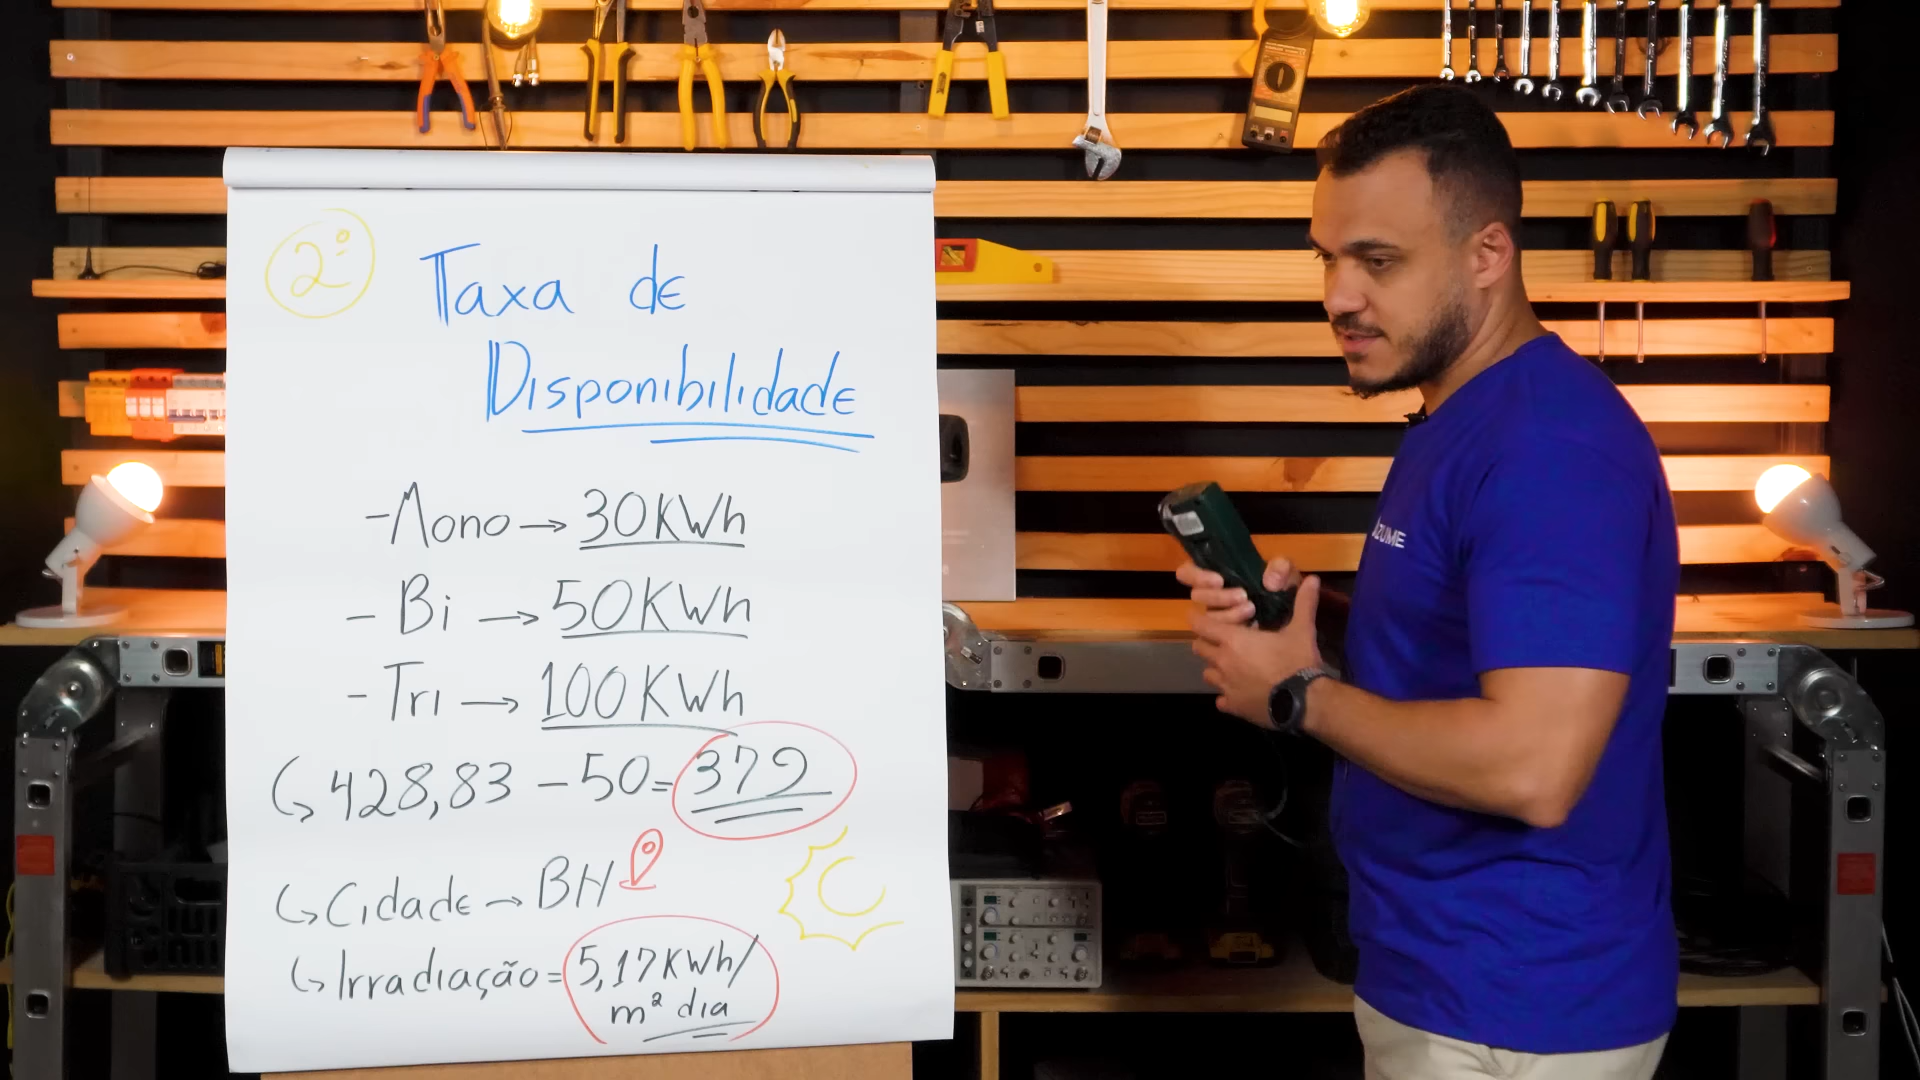 2º
Taxa de
Disponibilidade
- Mono → 30KWh
- Bi → 50KWh
- Tri → 100KWh
↳ 428,83 - 50 = 379
↳ Cidade → BH
↳ Irradiação = 5,17KWh/
m² dia
ZUME